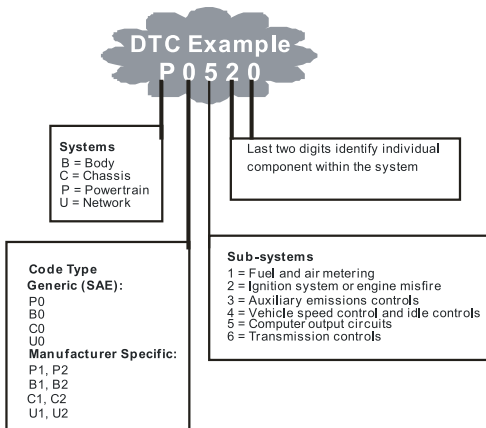 DTC Example
P 0 5 2 0
Systems
B = Body
C = Chassis
P = Powertrain
U = Network
Last two digits identify individual
component within the system
Code Type
Generic (SAE):
P0
B0
C0
U0
Manufacturer Specific:
P1, P2
B1, B2
C1, C2
U1, U2
Sub-systems
1 = Fuel and air metering
2 = Ignition system or engine misfire
3 = Auxiliary emissions controls
4 = Vehicle speed control and idle controls
5 = Computer output circuits
6 = Transmission controls